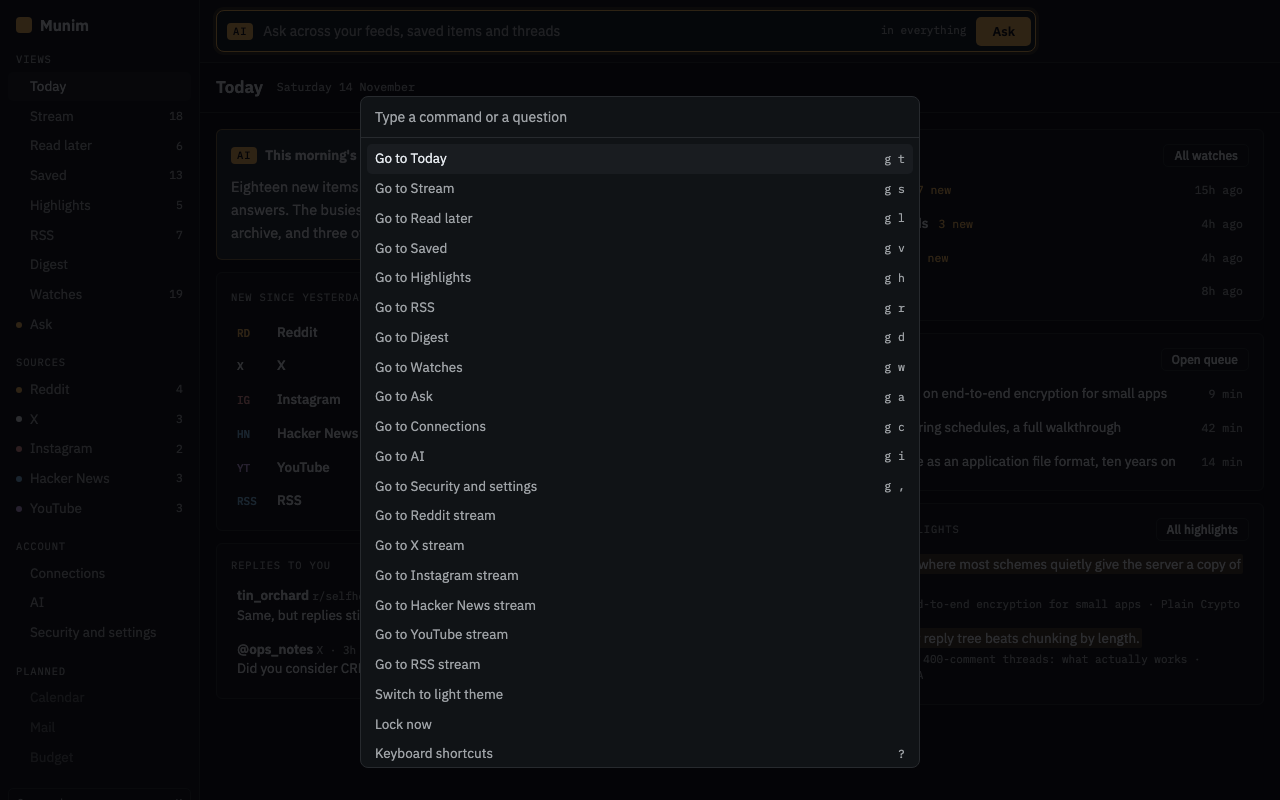 Munim
VIEWS
Today
Stream 18
Read later 6
Saved 13
Highlights 5
RSS 7
Digest
Watches 19
Ask
SOURCES
Reddit 4
X 3
Instagram 2
Hacker News 3
YouTube 3
ACCOUNT
Connections
AI
Security and settings
PLANNED
Calendar
Mail
Budget
AI Ask across your feeds, saved items and threads in everything Ask
Today Saturday 14 November
AI This morning's
Eighteen new items
answers. The busies
archive, and three o
NEW SINCE YESTERDA
RD Reddit
X X
IG Instagram
HN Hacker News
YT YouTube
RSS RSS
REPLIES TO YOU
tin_orchard r/selfh
Same, but replies sti
@ops_notes X · 3h
Did you consider CR
Type a command or a question
Go to Today g t
Go to Stream g s
Go to Read later g l
Go to Saved g v
Go to Highlights g h
Go to RSS g r
Go to Digest g d
Go to Watches g w
Go to Ask g a
Go to Connections g c
Go to AI g i
Go to Security and settings g ,
Go to Reddit stream
Go to X stream
Go to Instagram stream
Go to Hacker News stream
Go to YouTube stream
Go to RSS stream
Switch to light theme
Lock now
Keyboard shortcuts ?
All watches
new 15h ago
ds 3 new 4h ago
new 4h ago
8h ago
Open queue
on end-to-end encryption for small apps 9 min
ring schedules, a full walkthrough 42 min
e as an application file format, ten years on 14 min
LIGHTS All highlights
where most schemes quietly give the server a copy of
d-to-end encryption for small apps · Plain Crypto
reply tree beats chunking by length.
400-comment threads: what actually works ·